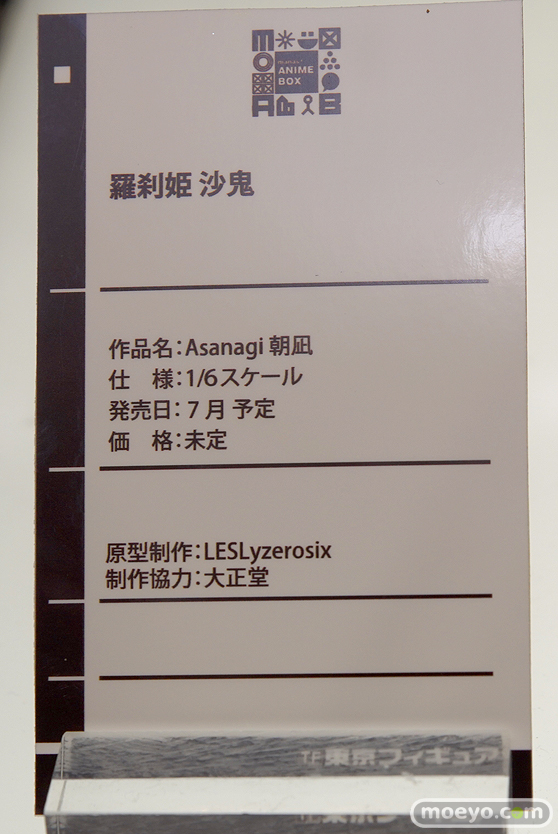 ANIME
BOX
羅刹姫 沙鬼
作品名：Asanagi 朝凪
仕　様：1/6スケール
発売日：7 月 予定
価　格：未定
原型制作：LESLyzerosix
制作協力：大正堂
TF東京フィギュア
moeyo.com